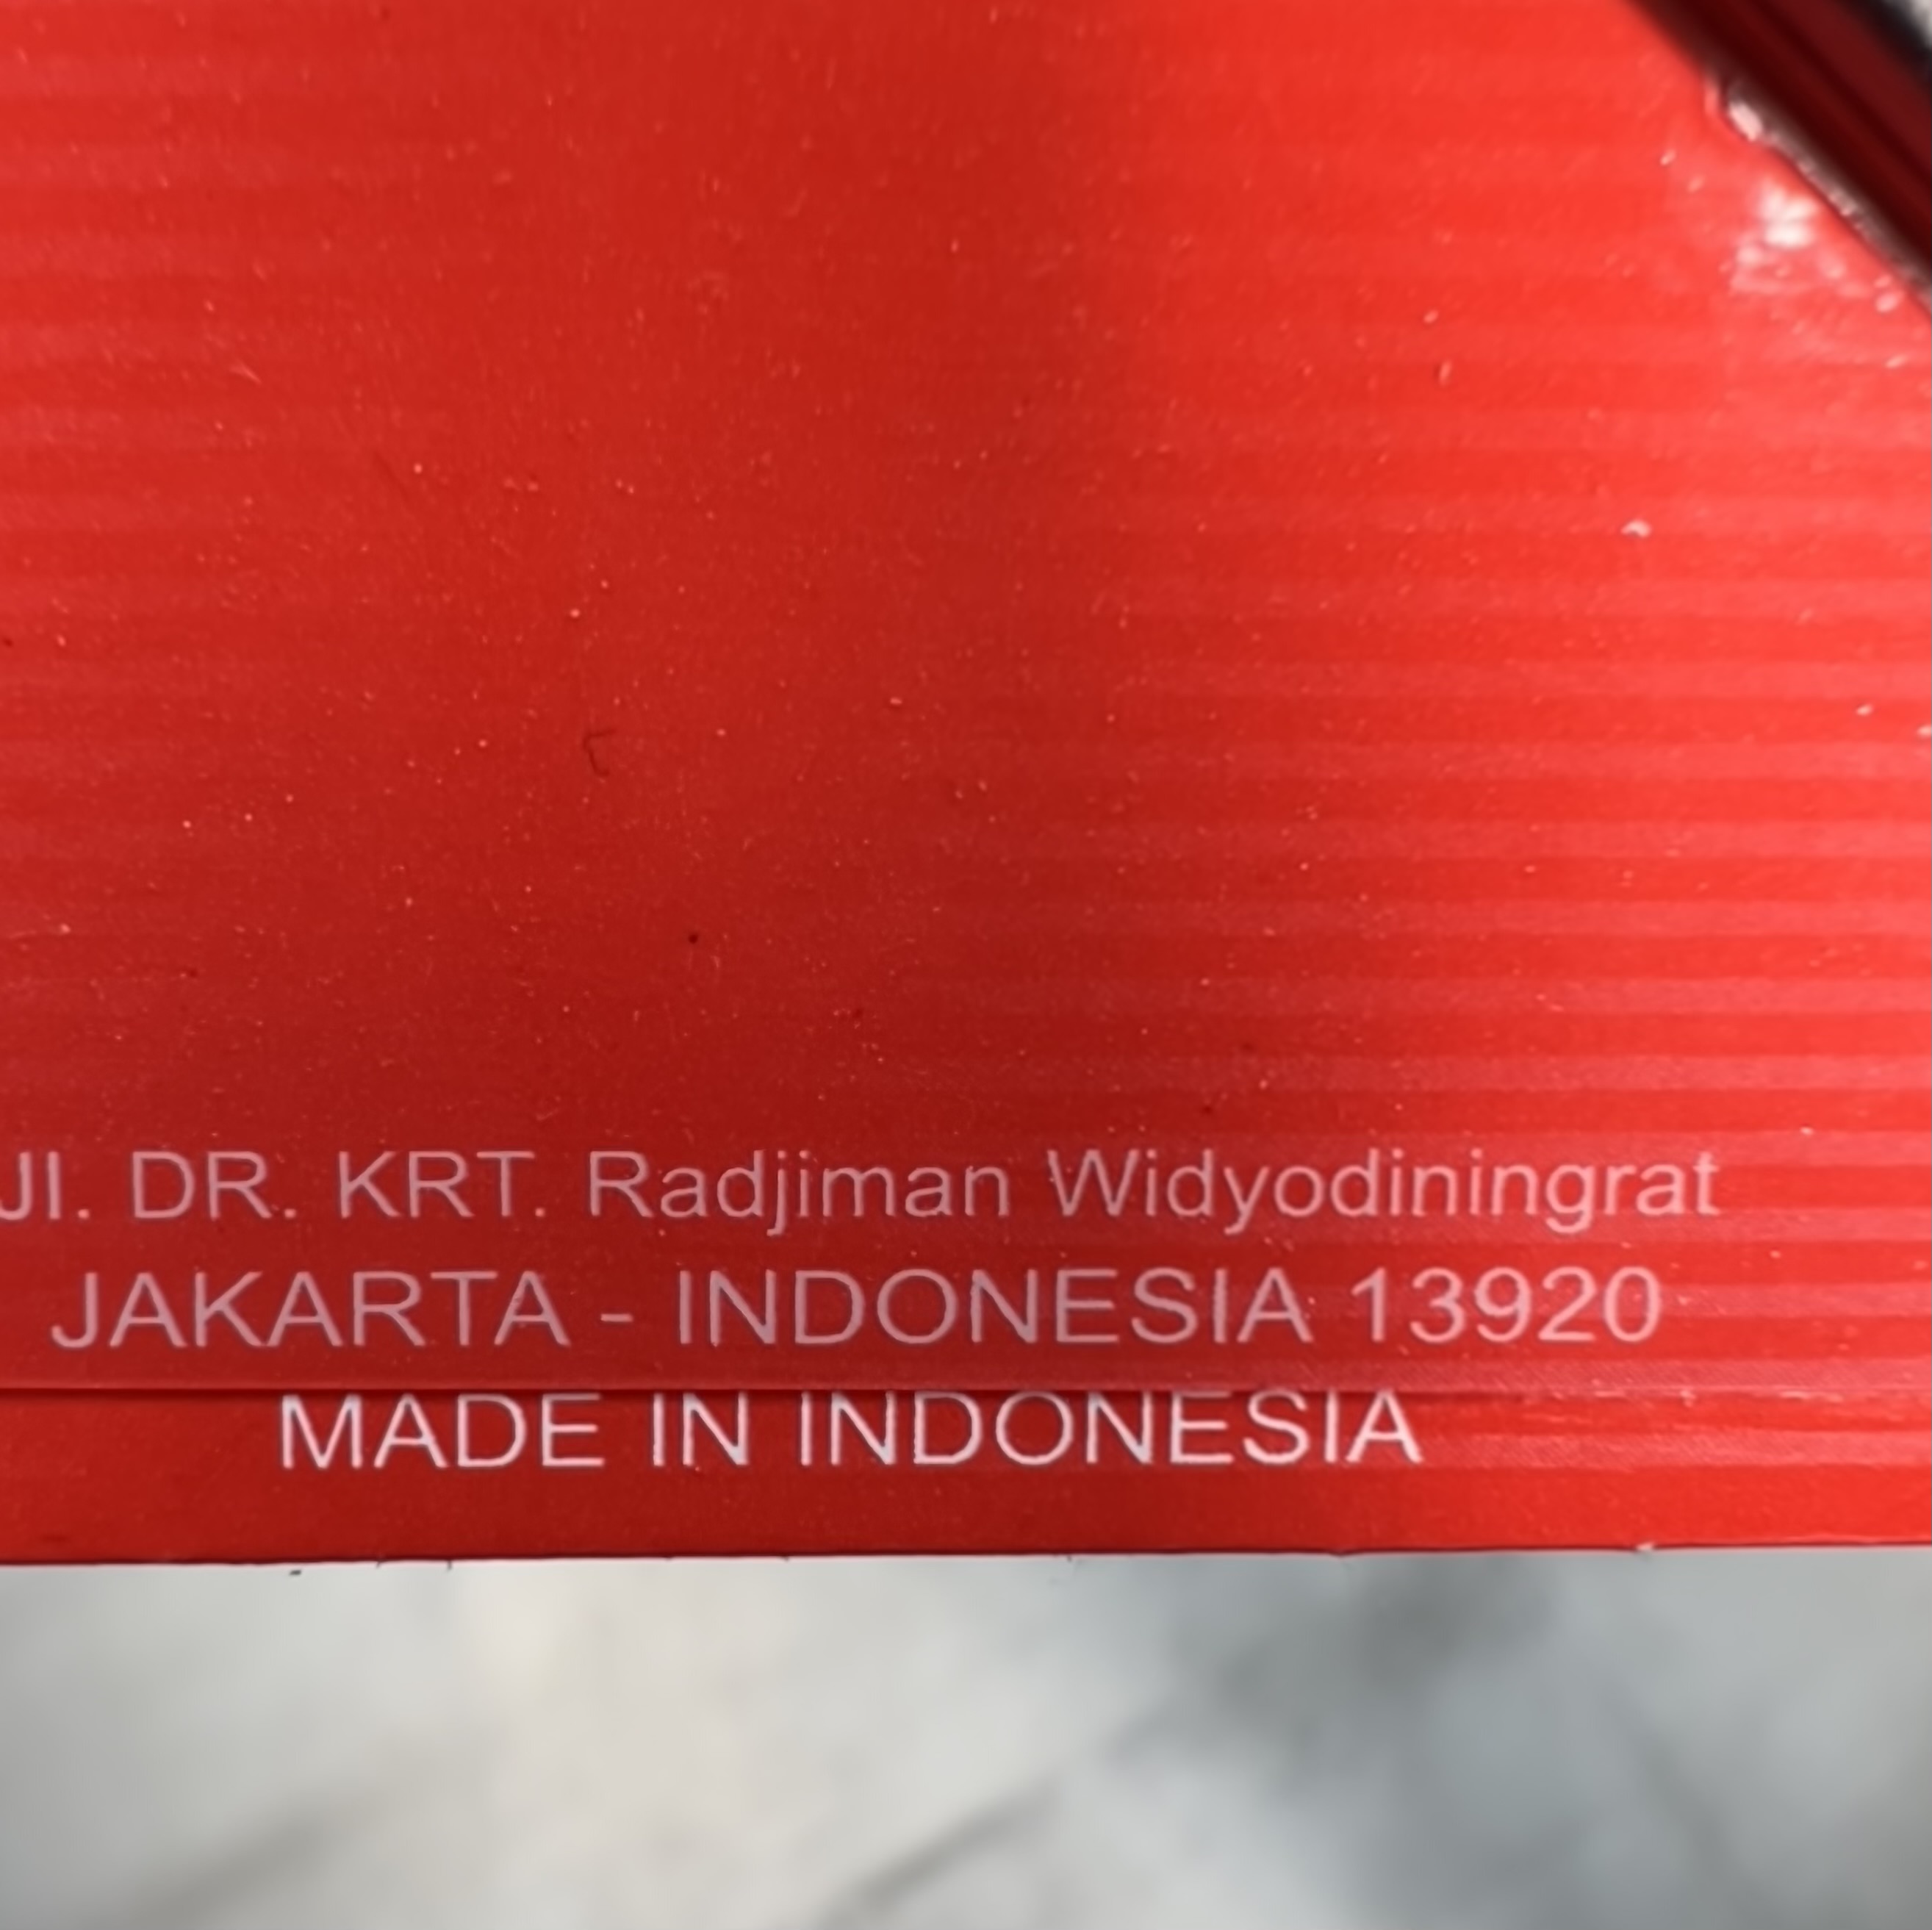 Jl. DR. KRT. Radjiman Widyodiningrat
JAKARTA - INDONESIA 13920
MADE IN INDONESIA